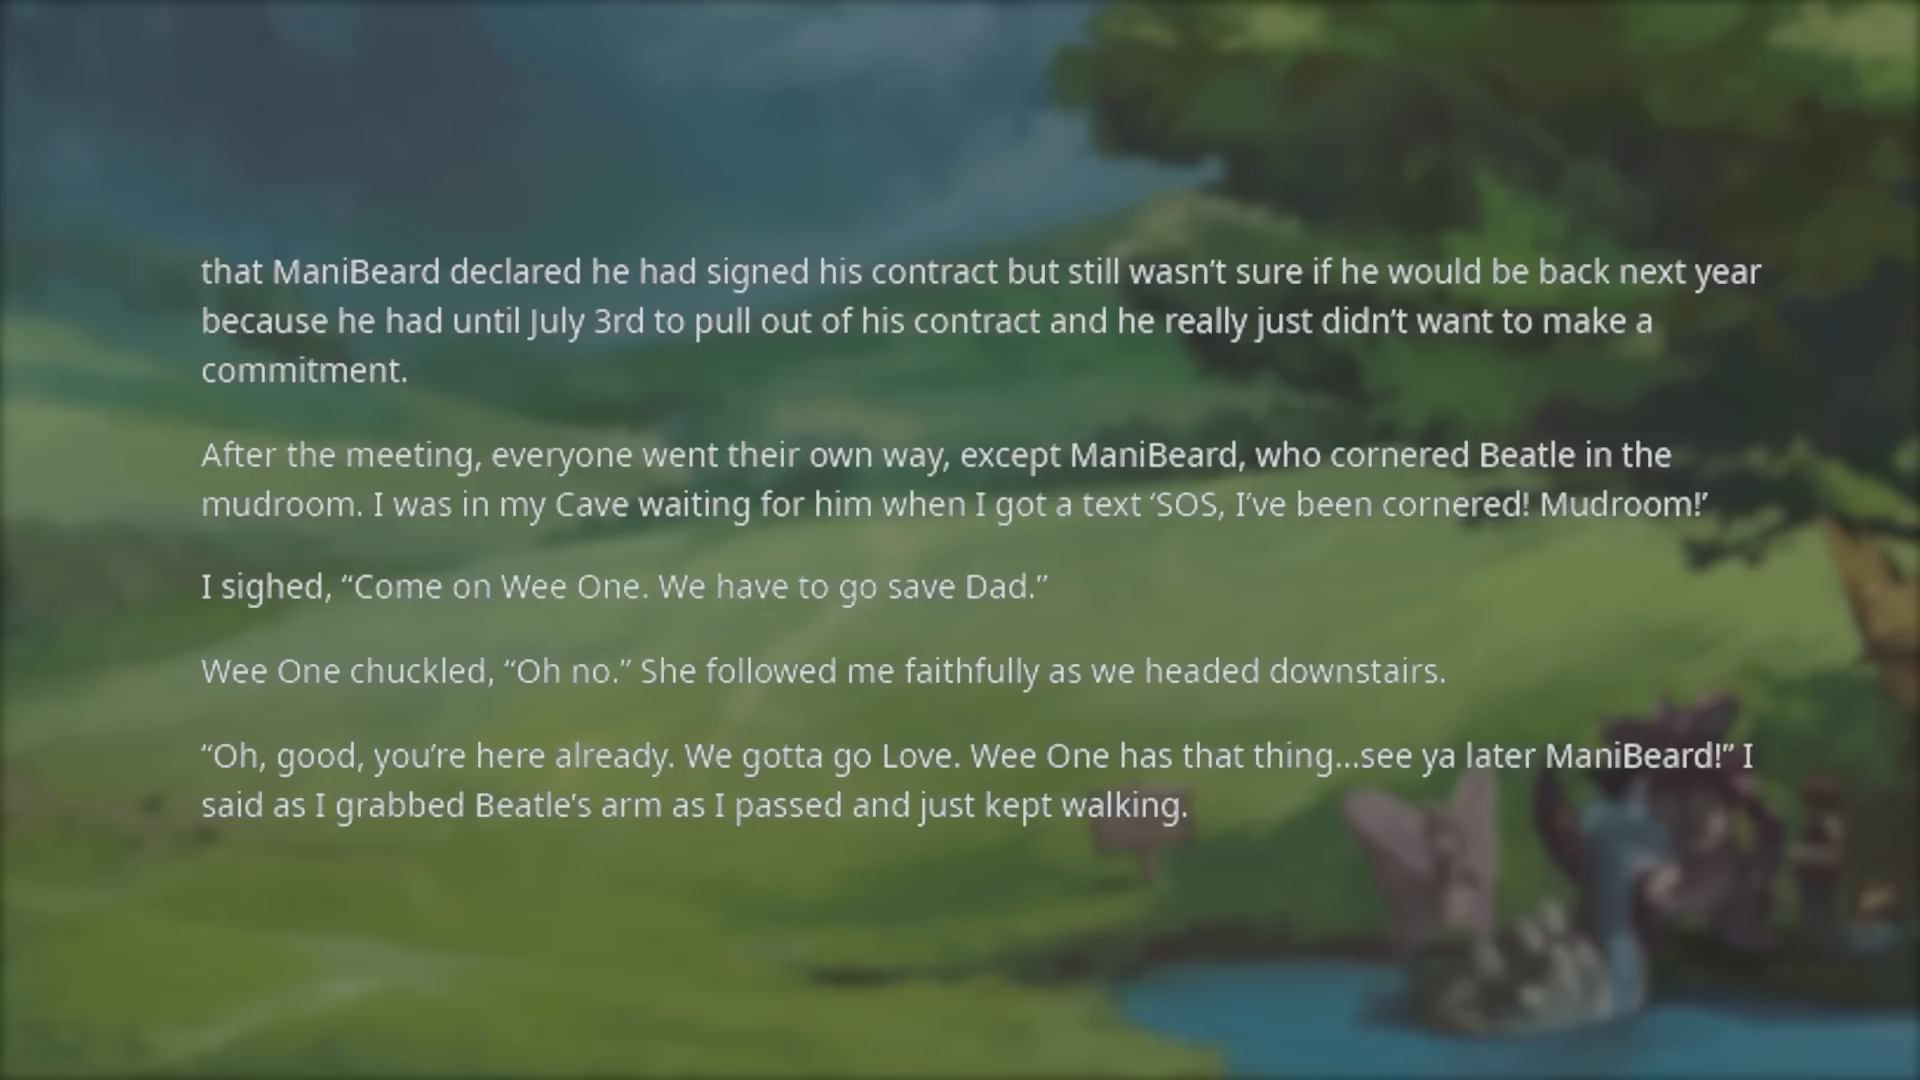 that ManiBeard declared he had signed his contract but still wasn’t sure if he would be back next year
because he had until July 3rd to pull out of his contract and he really just didn’t want to make a
commitment.
After the meeting, everyone went their own way, except ManiBeard, who cornered Beatle in the
mudroom. I was in my Cave waiting for him when I got a text ‘SOS, I’ve been cornered! Mudroom!’
I sighed, “Come on Wee One. We have to go save Dad.”
Wee One chuckled, “Oh no.” She followed me faithfully as we headed downstairs.
“Oh, good, you’re here already. We gotta go Love. Wee One has that thing...see ya later ManiBeard!” I
said as I grabbed Beatle’s arm as I passed and just kept walking.